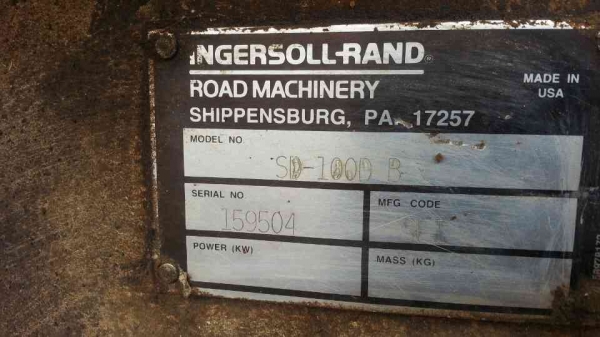 INGERSOLL-RAND®
ROAD MACHINERY
SHIPPENSBURG, PA. 17257
MADE IN
USA
MODEL NO
SD-100D B
SERIAL NO
159504
MFG CODE
POWER (KW)
MASS (KG)